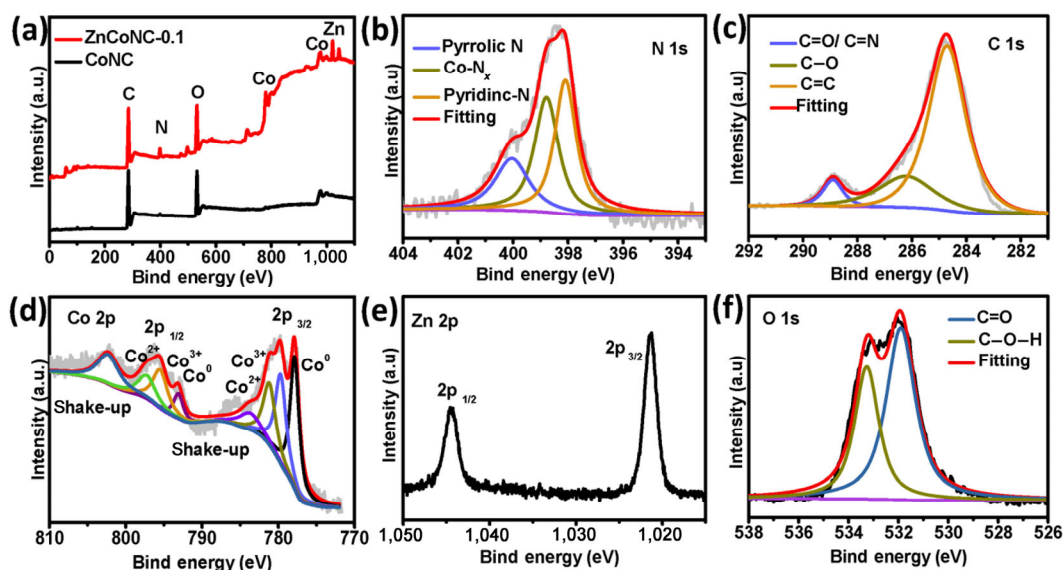 (a)
ZnCoNC-0.1
CoNC
C
N
O
Co
Co
Zn
Intensity (a.u)
0 200 400 600 800 1,000
Bind energy (eV)
(b)
N 1s
Pyrrolic N
Co-Nx
Pyridinc-N
Fitting
Intensity (a.u)
404 402 400 398 396 394
Bind energy (eV)
(c)
C 1s
C=O/ C=N
C-O
C=C
Fitting
Intensity (a.u)
292 290 288 286 284 282
Bind energy (eV)
(d)
Co 2p
2p 1/2
2p 3/2
Co2+
Co3+
Co0
Co3+
Co2+
Co0
Shake-up
Shake-up
Intensity (a.u)
810 800 790 780 770
Bind energy (eV)
(e)
Zn 2p
2p 1/2
2p 3/2
Intensity (a.u)
1,050 1,040 1,030 1,020
Bind energy (eV)
(f)
O 1s
C=O
C-O-H
Fitting
Intensity (a.u)
538 536 534 532 530 528 526
Bind energy (eV)